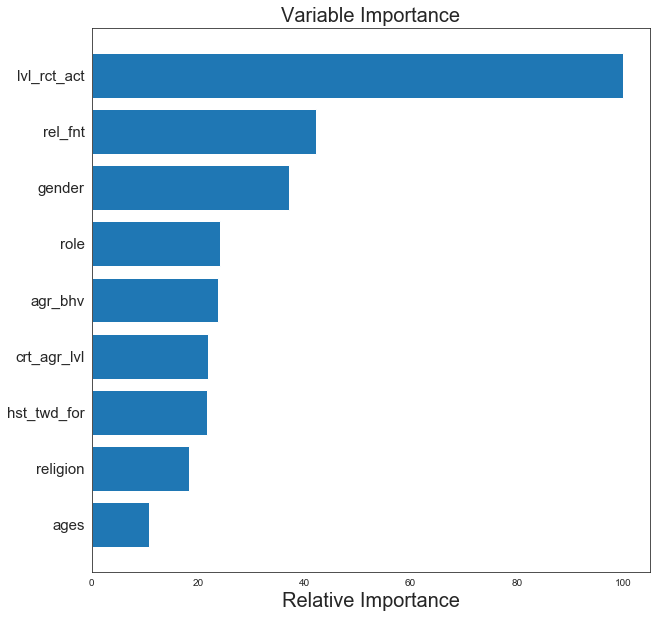 Variable Importance
lvl_rct_act
rel_fnt
gender
role
agr_bhv
crt_agr_lvl
hst_twd_for
religion
ages
0 20 40 60 80 100
Relative Importance